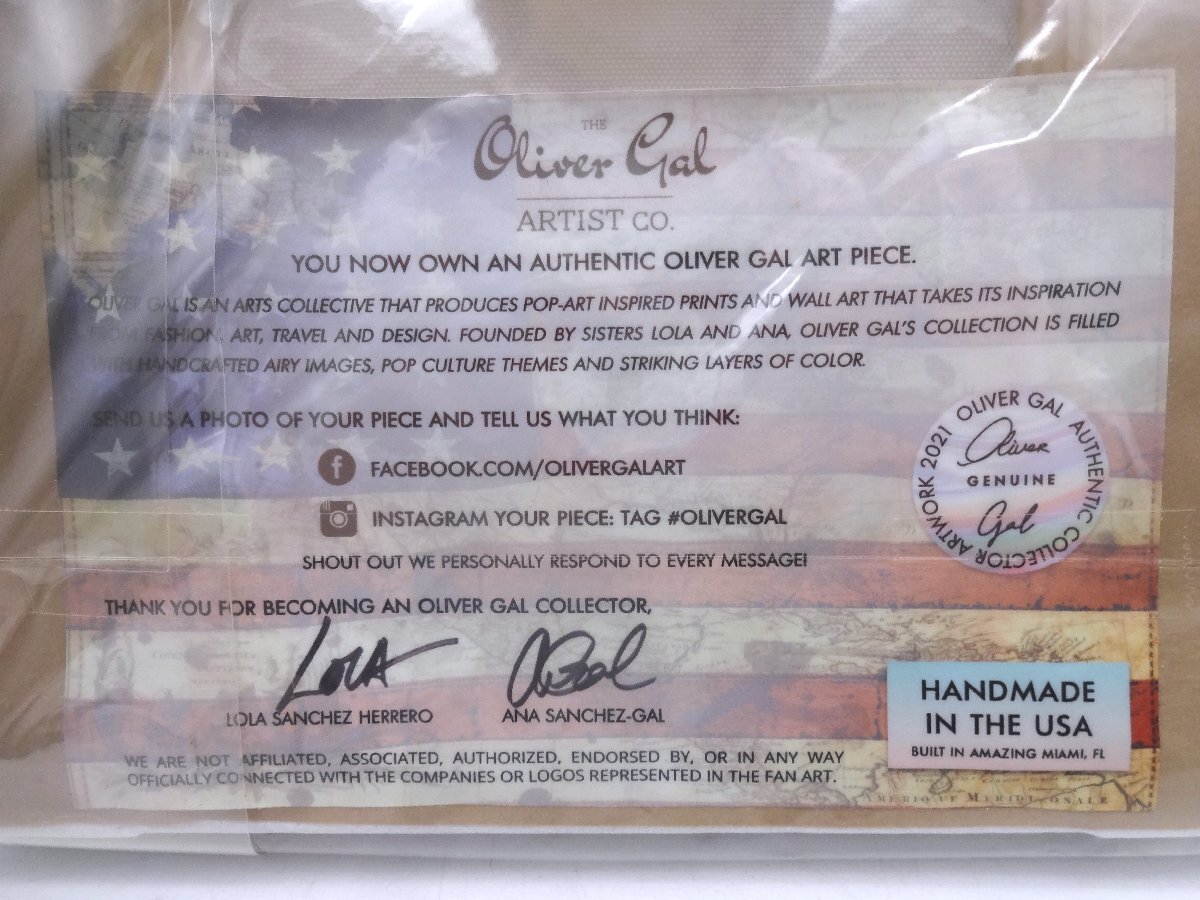 THE
Oliver Gal
ARTIST CO.
YOU NOW OWN AN AUTHENTIC OLIVER GAL ART PIECE.
OLIVER GAL IS AN ARTS COLLECTIVE THAT PRODUCES POP-ART INSPIRED PRINTS AND WALL ART THAT TAKES ITS INSPIRATION
FROM FASHION, ART, TRAVEL AND DESIGN. FOUNDED BY SISTERS LOLA AND ANA, OLIVER GAL'S COLLECTION IS FILLED
WITH HANDCRAFTED AIRY IMAGES, POP CULTURE THEMES AND STRIKING LAYERS OF COLOR.
SEND US A PHOTO OF YOUR PIECE AND TELL US WHAT YOU THINK:
FACEBOOK.COM/OLIVERGALART
INSTAGRAM YOUR PIECE: TAG #OLIVERGAL
SHOUT OUT WE PERSONALLY RESPOND TO EVERY MESSAGE!
OLIVER GAL AUTHENTIC COLLECTOR ARTWORK 2021
Oliver
GENUINE
Gal
THANK YOU FOR BECOMING AN OLIVER GAL COLLECTOR,
LOLA
LOLA SANCHEZ HERRERO
ANA SANCHEZ-GAL
WE ARE NOT AFFILIATED, ASSOCIATED, AUTHORIZED, ENDORSED BY, OR IN ANY WAY
OFFICIALLY CONNECTED WITH THE COMPANIES OR LOGOS REPRESENTED IN THE FAN ART.
HANDMADE
IN THE USA
BUILT IN AMAZING MIAMI, FL
AMERIQUE MERIDIONALE